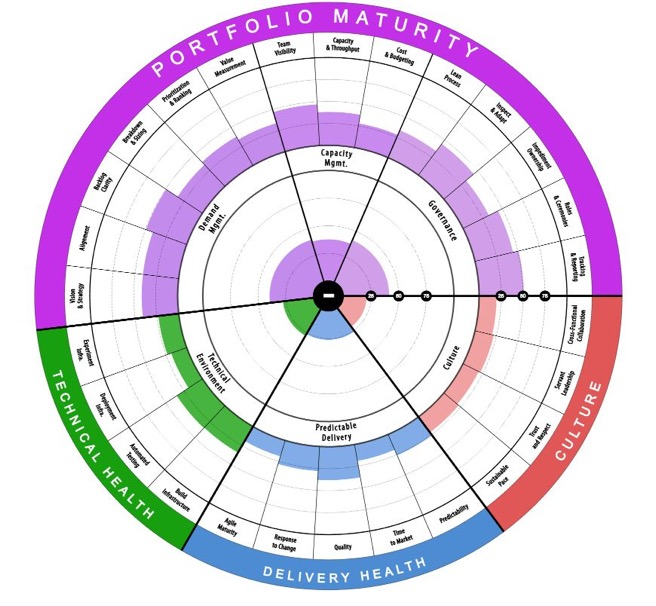 PORTFOLIO MATURITY
Vision
& Strategy
Alignment
Backlog
Clarity
Breakdown
& Sizing
Prioritization
& Ranking
Value
Measurement
Team
Visibility
Capacity
& Throughput
Cost
& Budgeting
Lean
Process
Inspect
& Adapt
Impediment
Ownership
Roles
& Ceremonies
Tracking
& Reporting
Demand
Mgmt.
Capacity
Mgmt.
Governance
25 50 75
25 50 75
Cross-Functional
Collaboration
Servant
Leadership
Trust
and Respect
Sustainable
Pace
Culture
CULTURE
Predictable
Delivery
Predictability
Time
to Market
Quality
Response
to Change
Agile
Maturity
DELIVERY HEALTH
Technical
Environment
Experiment
Infra.
Deployment
Infra.
Automated
Testing
Build
Infrastructure
TECHNICAL HEALTH